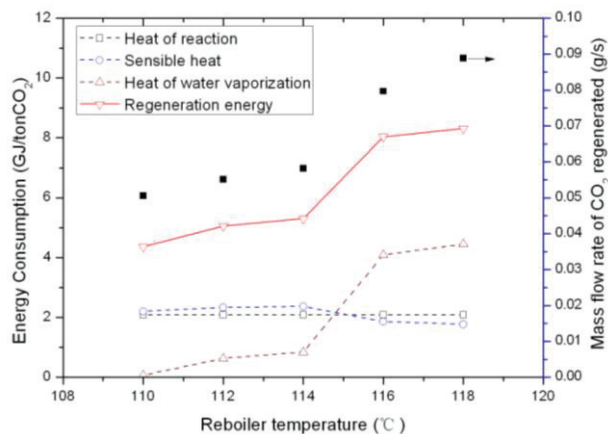 12
10
8
6
4
2
0
Energy Consumption (GJ/tonCO2)
Heat of reaction
Sensible heat
Heat of water vaporization
Regeneration energy
0.10
0.09
0.08
0.07
0.06
0.05
0.04
0.03
0.02
0.01
0.00
Mass flow rate of CO2 regenerated (g/s)
108 110 112 114 116 118 120
Reboiler temperature (℃)